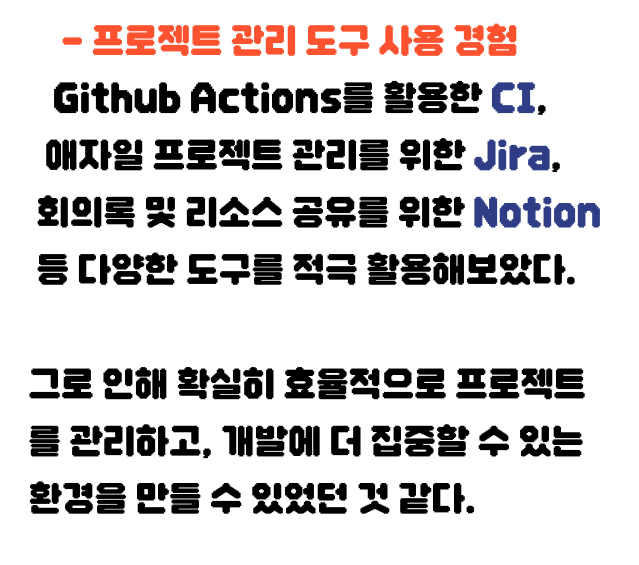 - 프로젝트 관리 도구 사용 경험
Github Actions를 활용한 CI,
애자일 프로젝트 관리를 위한 Jira,
회의록 및 리소스 공유를 위한 Notion
등 다양한 도구를 적극 활용해보았다.
그로 인해 확실히 효율적으로 프로젝트
를 관리하고, 개발에 더 집중할 수 있는
환경을 만들 수 있었던 것 같다.